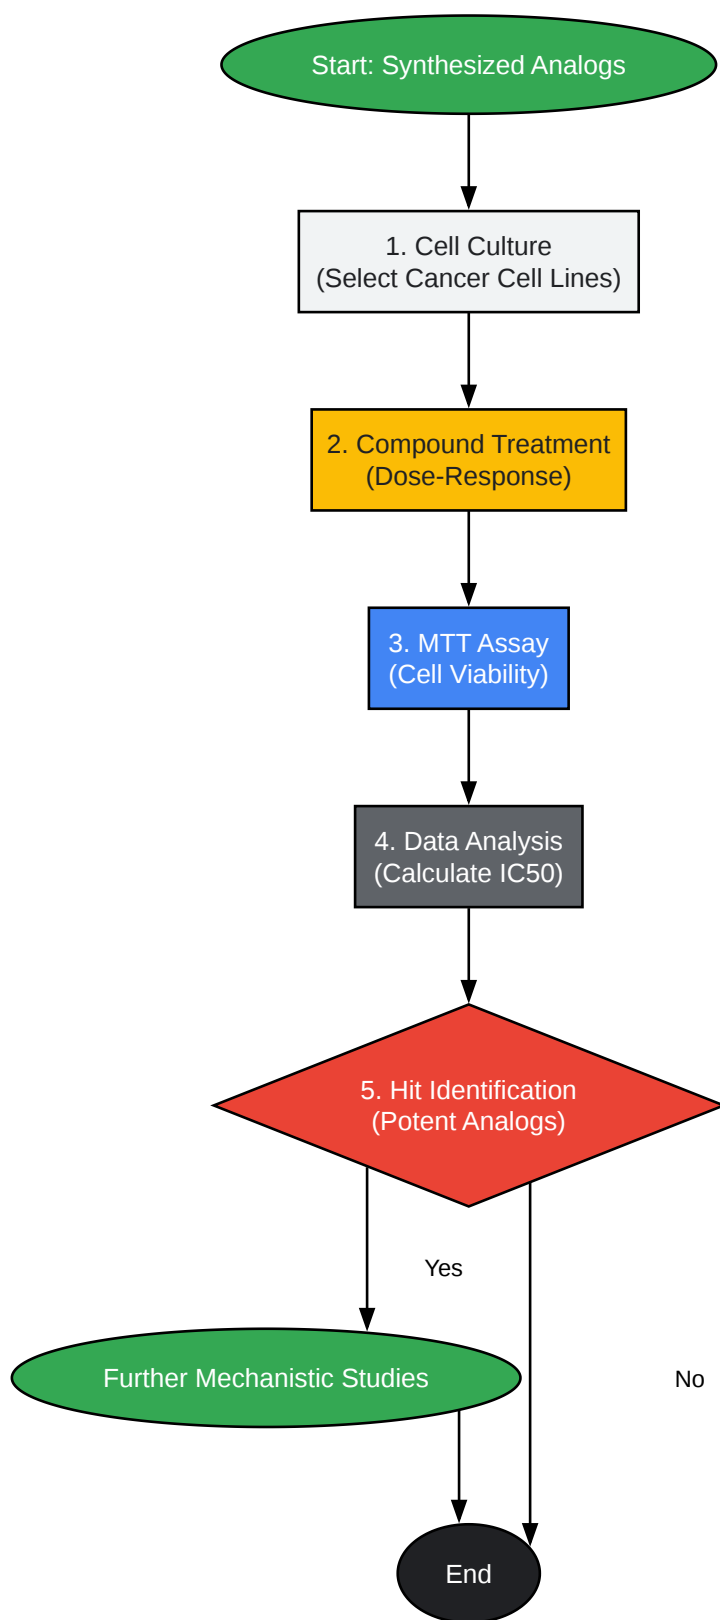 Start: Synthesized Analogs
1. Cell Culture
(Select Cancer Cell Lines)
2. Compound Treatment
(Dose-Response)
3. MTT Assay
(Cell Viability)
4. Data Analysis
(Calculate IC50)
5. Hit Identification
(Potent Analogs)
Yes
Further Mechanistic Studies
No
End